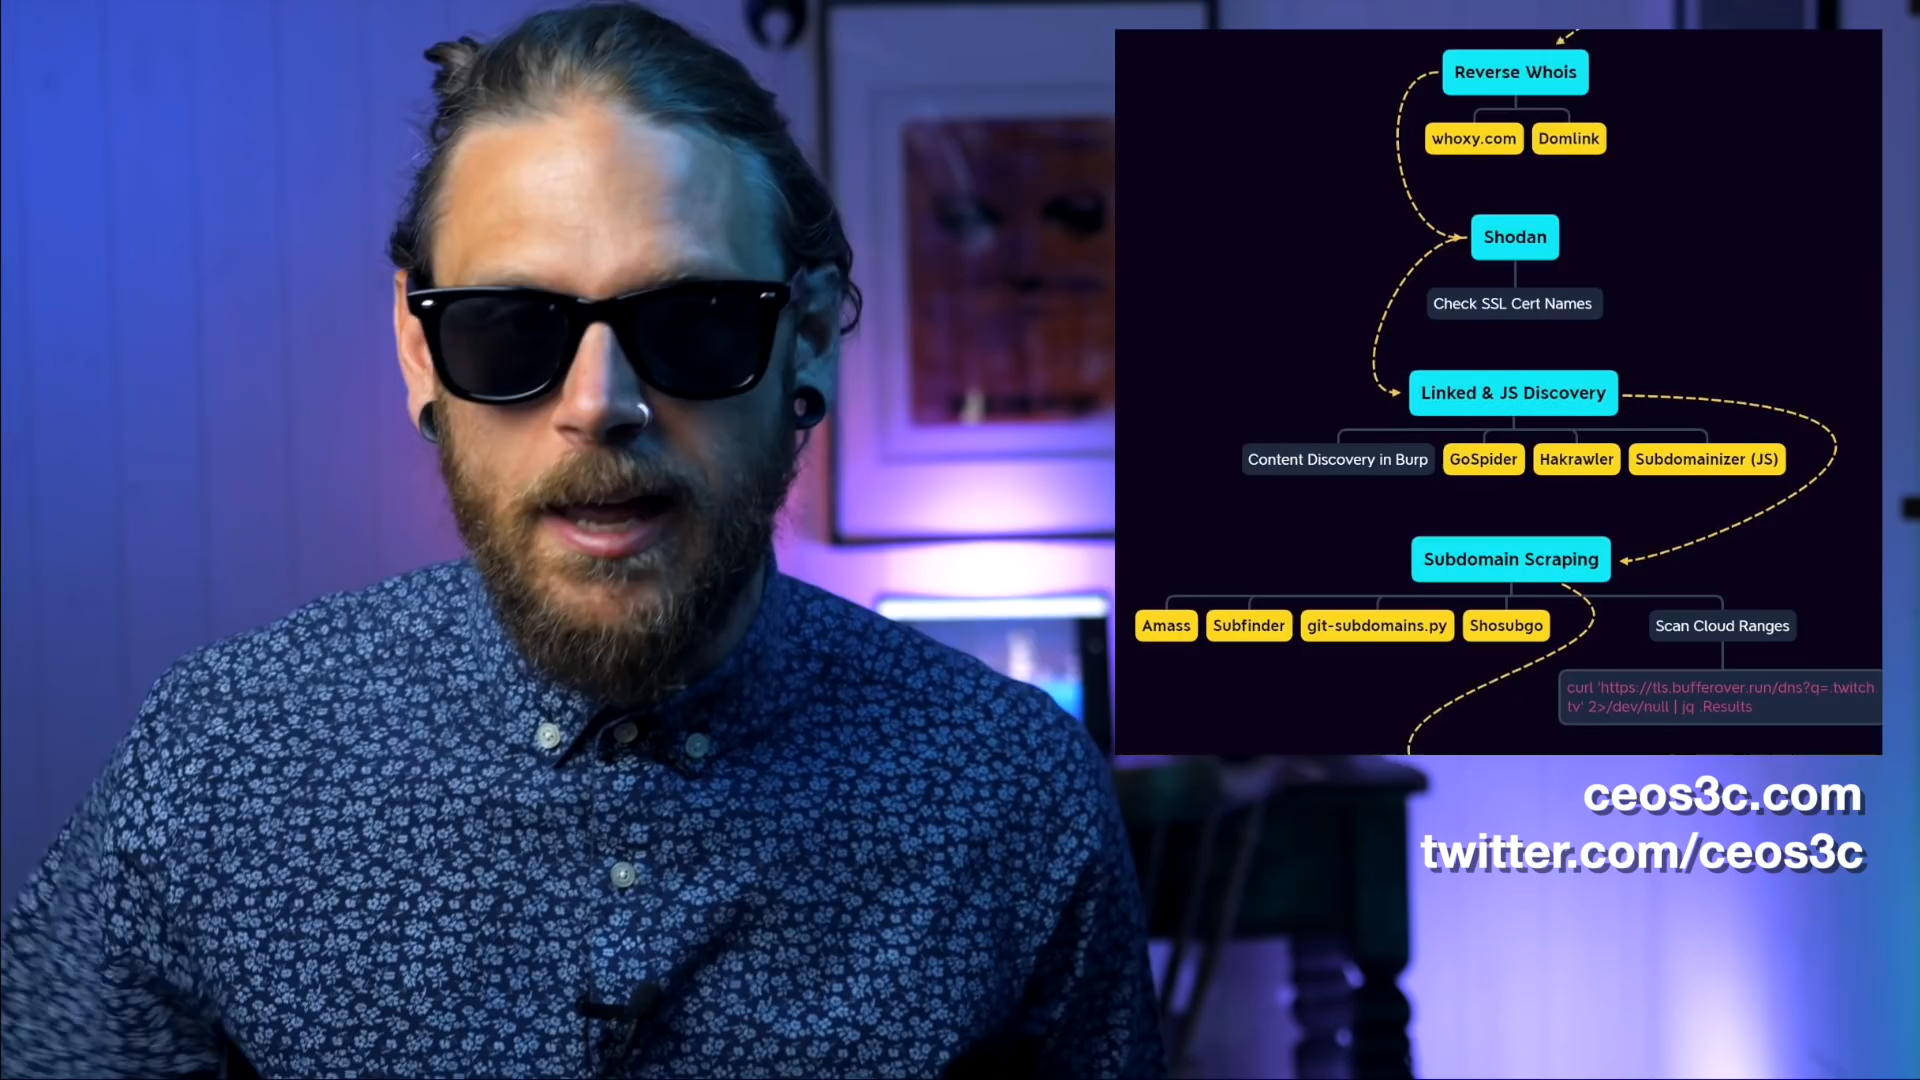 Reverse Whois
whoxy.com
Domlink
Shodan
Check SSL Cert Names
Linked & JS Discovery
Content Discovery in Burp
GoSpider
Hakrawler
Subdomainizer (JS)
Subdomain Scraping
Amass
Subfinder
git-subdomains.py
Shosubgo
Scan Cloud Ranges
curl 'https://tls.bufferover.run/dns?q=.twitch.
tv' 2>/dev/null | jq .Results
ceos3c.com
twitter.com/ceos3c